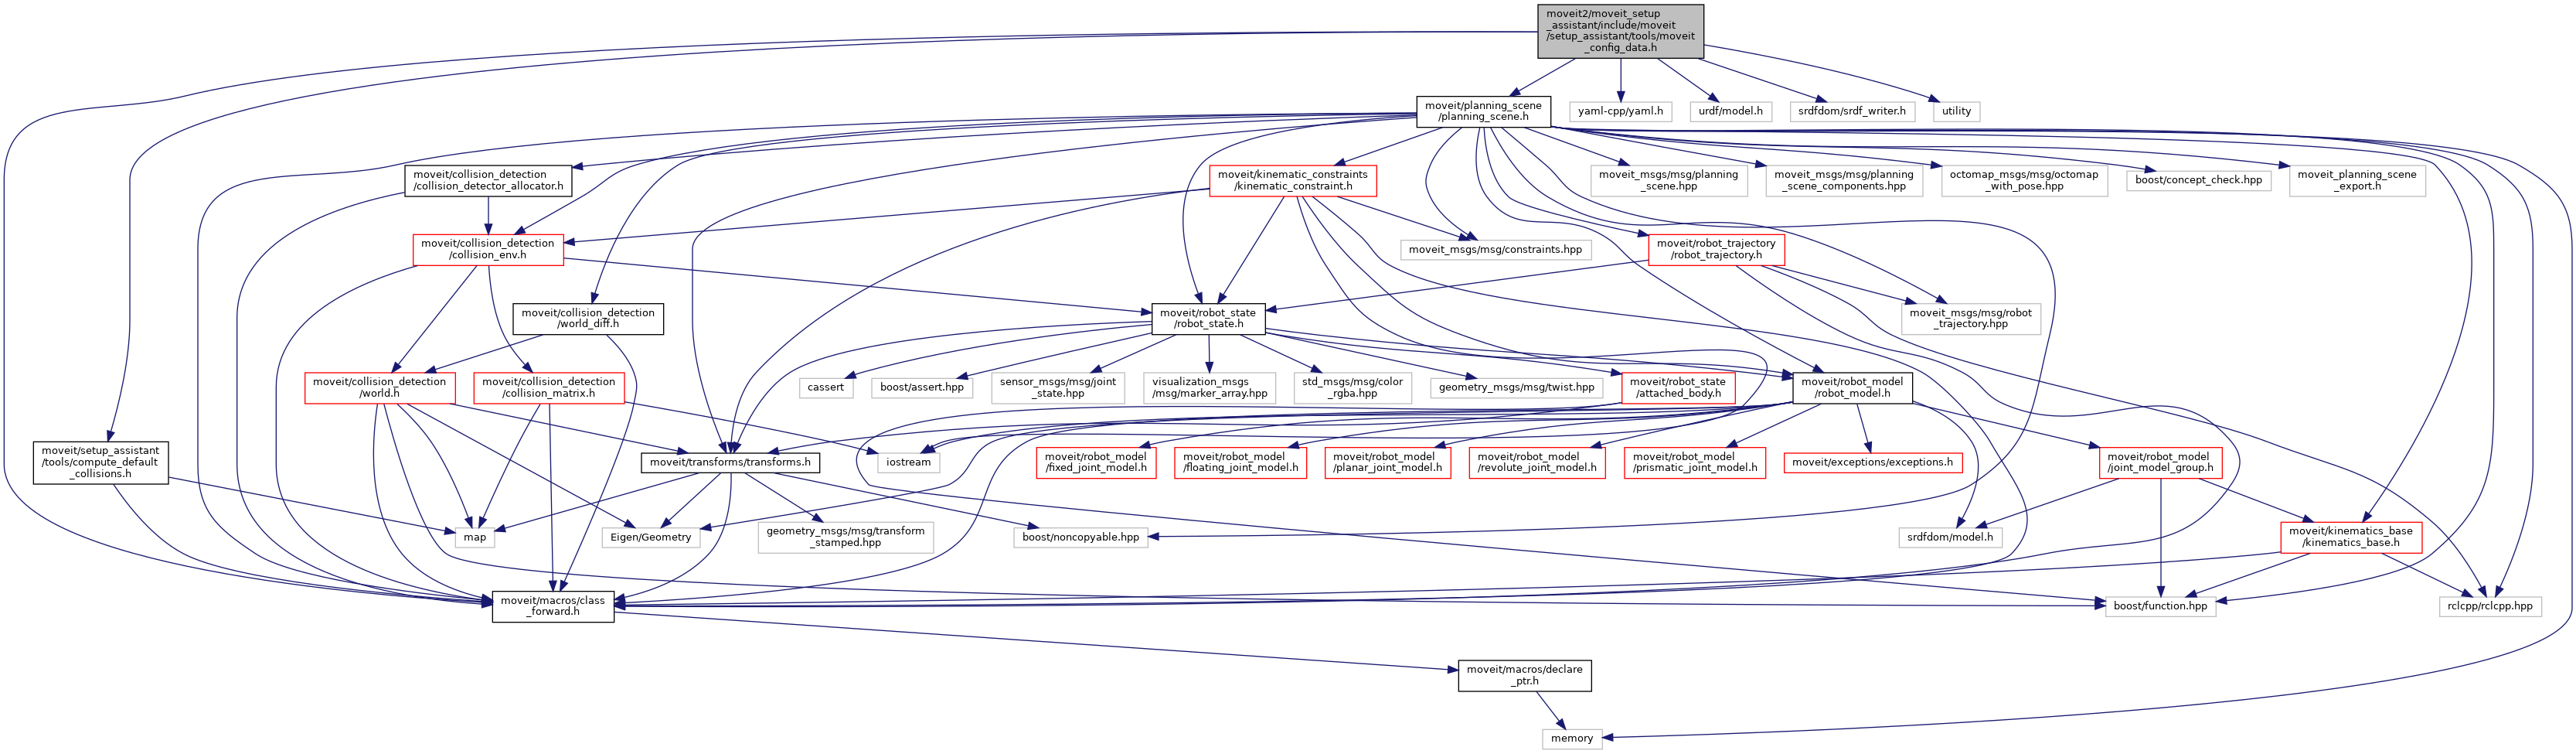 moveit2/moveit_setup
_assistant/include/moveit
/setup_assistant/tools/moveit
_config_data.h
moveit/planning_scene
/planning_scene.h
yaml-cpp/yaml.h
urdf/model.h
srdfdom/srdf_writer.h
utility
moveit/collision_detection
/collision_detector_allocator.h
moveit/kinematic_constraints
/kinematic_constraint.h
moveit_msgs/msg/planning
_scene.hpp
moveit_msgs/msg/planning
_scene_components.hpp
octomap_msgs/msg/octomap
_with_pose.hpp
boost/concept_check.hpp
moveit_planning_scene
_export.h
moveit/collision_detection
/collision_env.h
moveit_msgs/msg/constraints.hpp
moveit/robot_trajectory
/robot_trajectory.h
moveit/collision_detection
/world_diff.h
moveit/robot_state
/robot_state.h
moveit_msgs/msg/robot
_trajectory.hpp
moveit/collision_detection
/world.h
moveit/collision_detection
/collision_matrix.h
cassert
boost/assert.hpp
sensor_msgs/msg/joint
_state.hpp
visualization_msgs
/msg/marker_array.hpp
std_msgs/msg/color
_rgba.hpp
geometry_msgs/msg/twist.hpp
moveit/robot_state
/attached_body.h
moveit/robot_model
/robot_model.h
moveit/setup_assistant
/tools/compute_default
_collisions.h
moveit/transforms/transforms.h
iostream
moveit/robot_model
/fixed_joint_model.h
moveit/robot_model
/floating_joint_model.h
moveit/robot_model
/planar_joint_model.h
moveit/robot_model
/revolute_joint_model.h
moveit/robot_model
/prismatic_joint_model.h
moveit/exceptions/exceptions.h
moveit/robot_model
/joint_model_group.h
map
Eigen/Geometry
geometry_msgs/msg/transform
_stamped.hpp
boost/noncopyable.hpp
srdfdom/model.h
moveit/kinematics_base
/kinematics_base.h
moveit/macros/class
_forward.h
boost/function.hpp
rclcpp/rclcpp.hpp
moveit/macros/declare
_ptr.h
memory